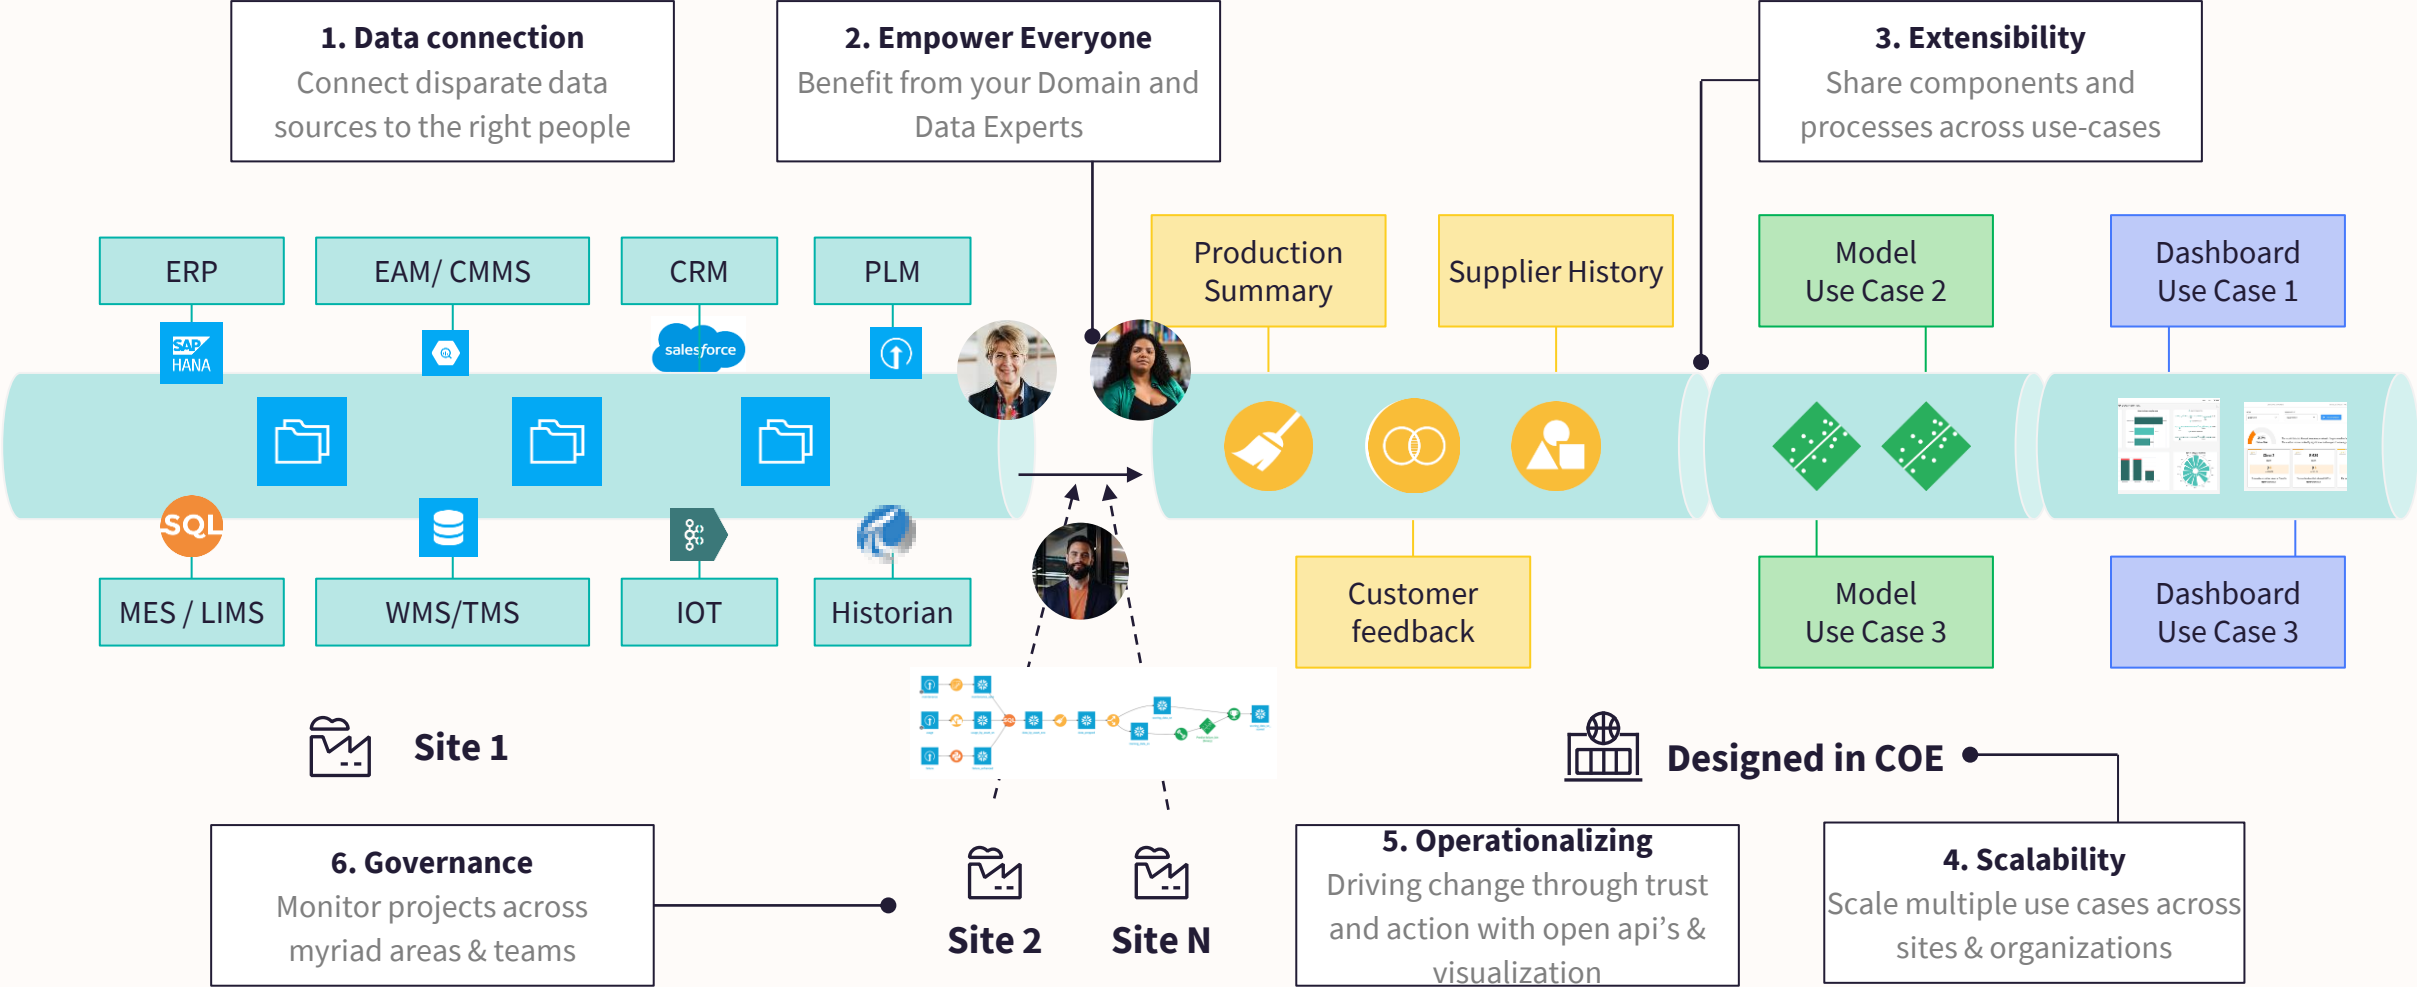 1. Data connection
Connect disparate data
sources to the right people
2. Empower Everyone
Benefit from your Domain and
Data Experts
3. Extensibility
Share components and
processes across use-cases
ERP
EAM/ CMMS
CRM
PLM
Production
Summary
Supplier History
Model
Use Case 2
Dashboard
Use Case 1
SAP
HANA
salesforce
SQL
MES / LIMS
WMS/TMS
IOT
Historian
Customer
feedback
Model
Use Case 3
Dashboard
Use Case 3
Site 1
Designed in COE
6. Governance
Monitor projects across
myriad areas & teams
Site 2
Site N
5. Operationalizing
Driving change through trust
and action with open api's &
visualization
4. Scalability
Scale multiple use cases across
sites & organizations